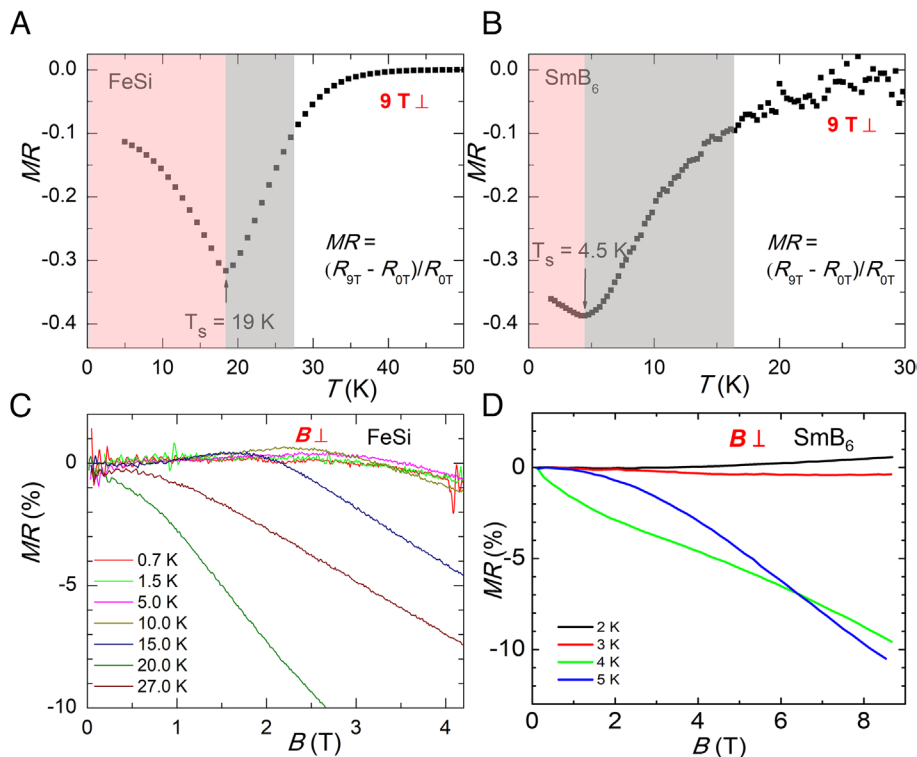 A
FeSi
9 T ⊥
MR =
(R9T - R0T)/R0T
Ts = 19 K
MR
0.0
-0.1
-0.2
-0.3
-0.4
0 10 20 30 40 50
T (K)
B
SmB6
9 T ⊥
Ts = 4.5 K
MR =
(R9T - R0T)/R0T
MR
0.0
-0.1
-0.2
-0.3
-0.4
0 10 20 30
T (K)
C
B⊥ FeSi
MR (%)
0
-5
-10
0.7 K
1.5 K
5.0 K
10.0 K
15.0 K
20.0 K
27.0 K
0 1 2 3 4
B (T)
D
B⊥ SmB6
MR (%)
0
-5
-10
2 K
3 K
4 K
5 K
0 2 4 6 8
B (T)